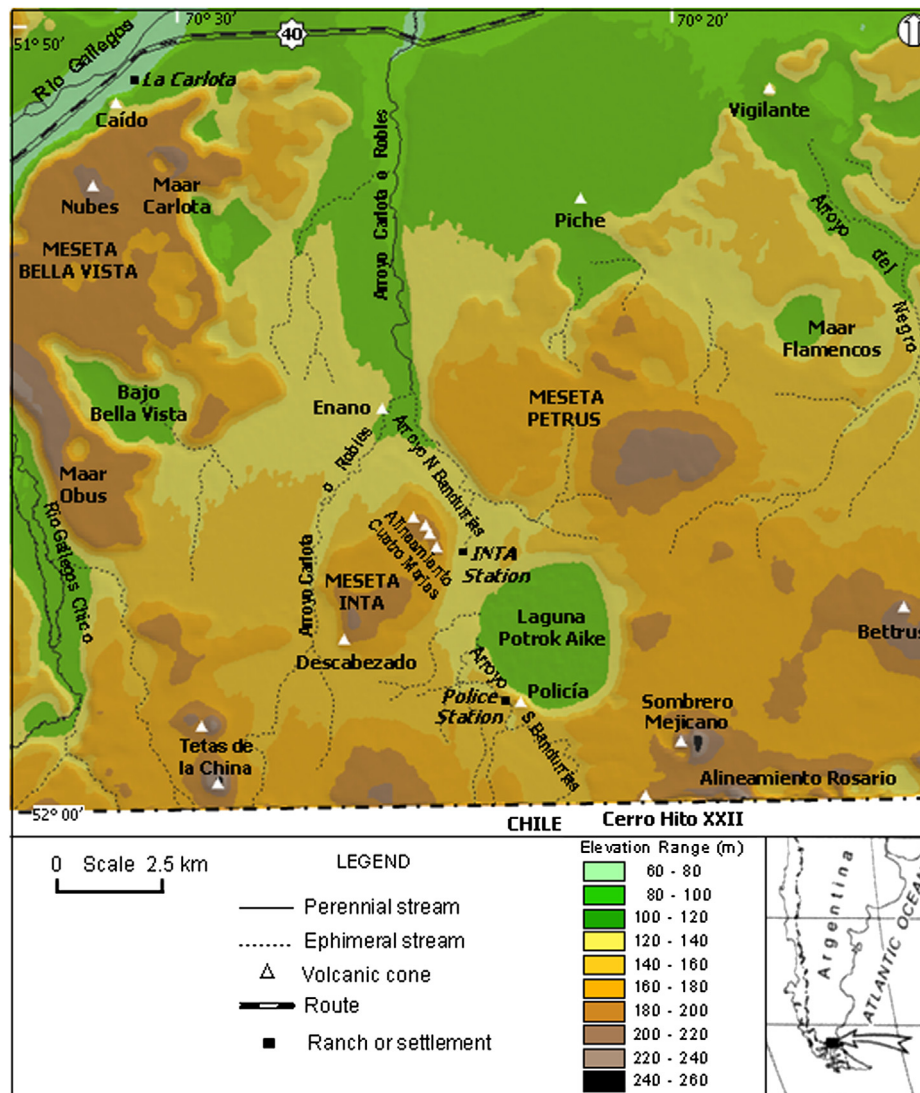 70° 30
70° 20
51° 50'
40
Río Gallegos
La Carlota
Caído
Vigilante
Nubes
Maar
Carlota
MESETA
BELLA VISTA
Arroyo Carlota o Robles
Piche
Arroyo del Negro
Maar
Flamencos
Bajo
Bella Vista
Enano
MESETA
PETRUS
Maar
Obus
Río Gallegos Chico
Arroyo Carlota o Robles
Arroyo N Bandurrias
Alineamiento
Cuatro Marías
INTA
Station
MESETA
INTA
Laguna
Potrok Aike
Bettrus
Descabezado
Arroyo S. Bandurrias
Policía
Police
Station
Sombrero
Mejicano
Tetas de
la China
Alineamiento Rosario
52° 00'
CHILE
Cerro Hito XXII
0 Scale 2.5 km
LEGEND
Perennial stream
Ephimeral stream
Volcanic cone
Route
Ranch or settlement
Elevation Range (m)
60 - 80
80 - 100
100 - 120
120 - 140
140 - 160
160 - 180
180 - 200
200 - 220
220 - 240
240 - 260
Argentina
ATLANTIC OCEAN